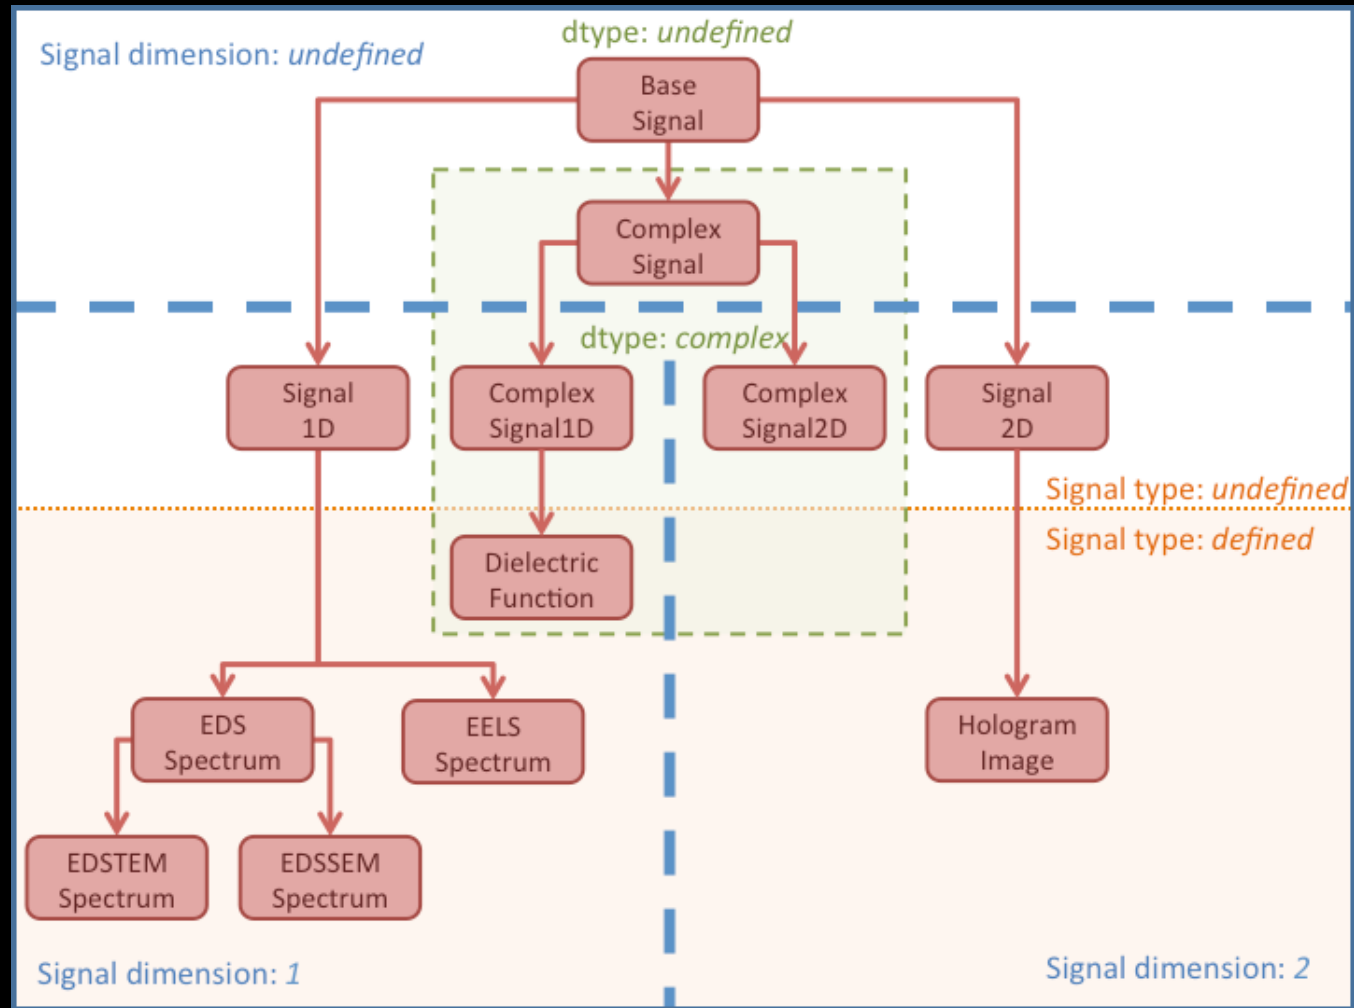 dtype: undefined
Signal dimension: undefined
Base
Signal
Complex
Signal
dtype: complex
Signal
1D
Complex
Signal1D
Complex
Signal2D
Signal
2D
Signal type: undefined
Signal type: defined
Dielectric
Function
EDS
Spectrum
EELS
Spectrum
Hologram
Image
EDSTEM
Spectrum
EDSSEM
Spectrum
Signal dimension: 1
Signal dimension: 2